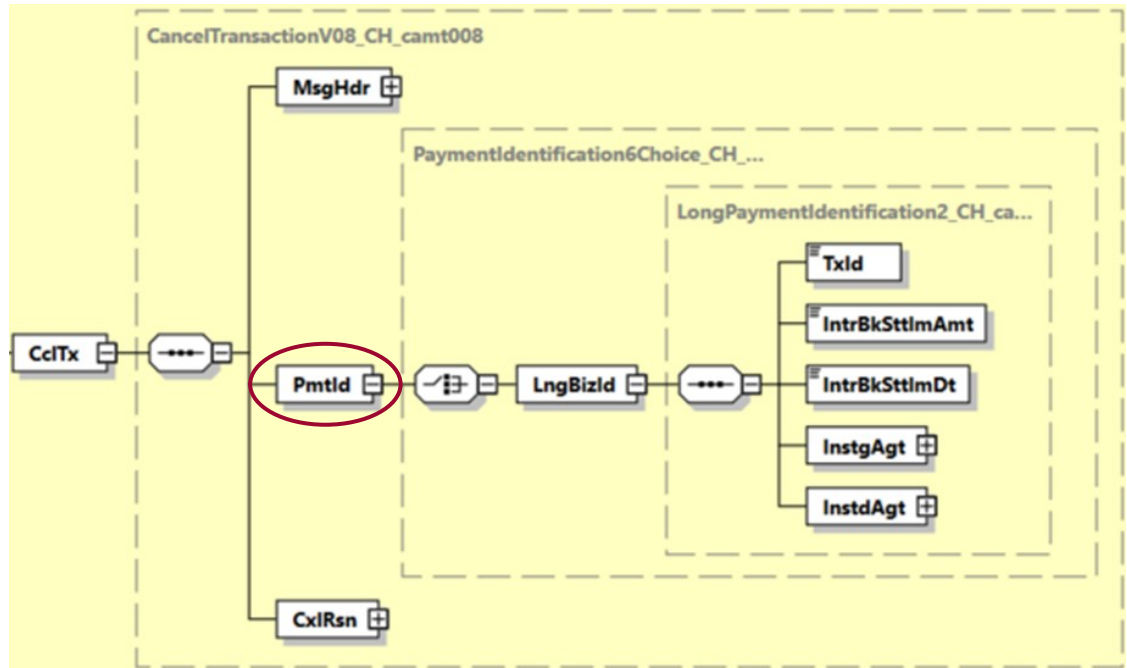 CancelTransactionV08_CH_camt008
MsgHdr
PaymentIdentification6Choice_CH_...
LongPaymentIdentification2_CH_ca...
TxId
IntrBkSttlmAmt
CclTx
PmtId
LngBizId
IntrBkSttlmDt
InstgAgt
InstdAgt
CxlRsn